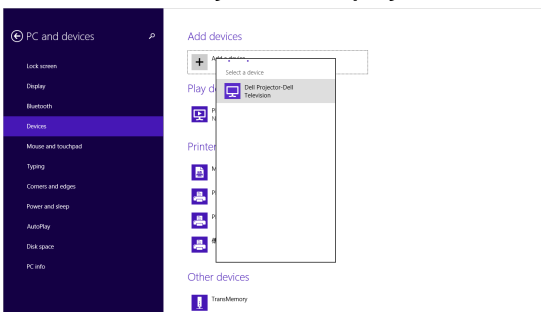 PC and devices
Lock screen
Display
Bluetooth
Devices
Mouse and touchpad
Typing
Corners and edges
Power and sleep
AutoPlay
Disk space
PC info
Add devices
Select a device
Dell Projector-Dell
Television
Play d
Printer
Other devices
TransMemory